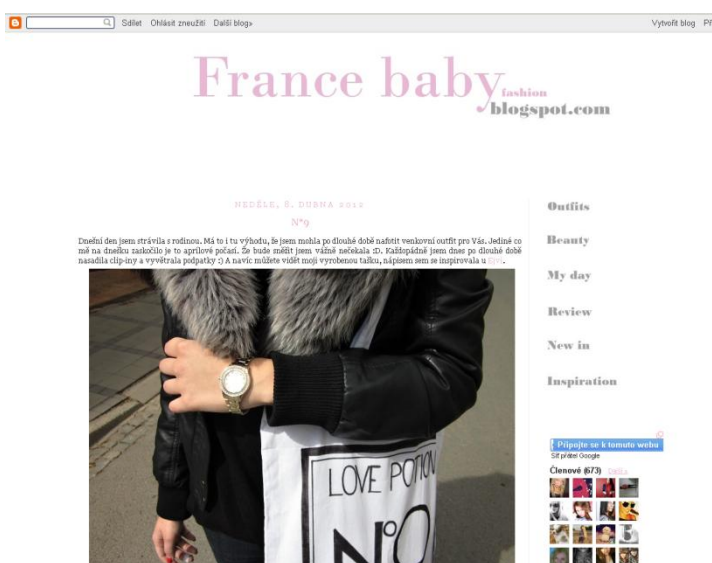 Sdílet Ohlásit zneužití Další blog»
Vytvořit blog
France baby
fashion
blogspot.com
NEDĚLE, 8. DUBNA 2012
N°9
Dnešní den jsem strávila s rodinou. Má to i tu výhodu, že jsem mohla po dlouhé době nafotit venkovní outfit pro Vás. Jediné co
mě na dnešku zaskočilo je to aprílové počasí. Že bude sněžit jsem vážně nečekala :D. Každopádně jsem dnes po dlouhé době
nasadila clip-iny a vyvětrala podpatky :) A navíc můžete vidět moji vyrobenou tašku, nápisem sem se inspirovala u
LOVE POTION
N°9
Outfits
Beauty
My day
Review
New in
Inspiration
Připojte se k tomuto webu
Síť přátel Google
Členové (673) Další »